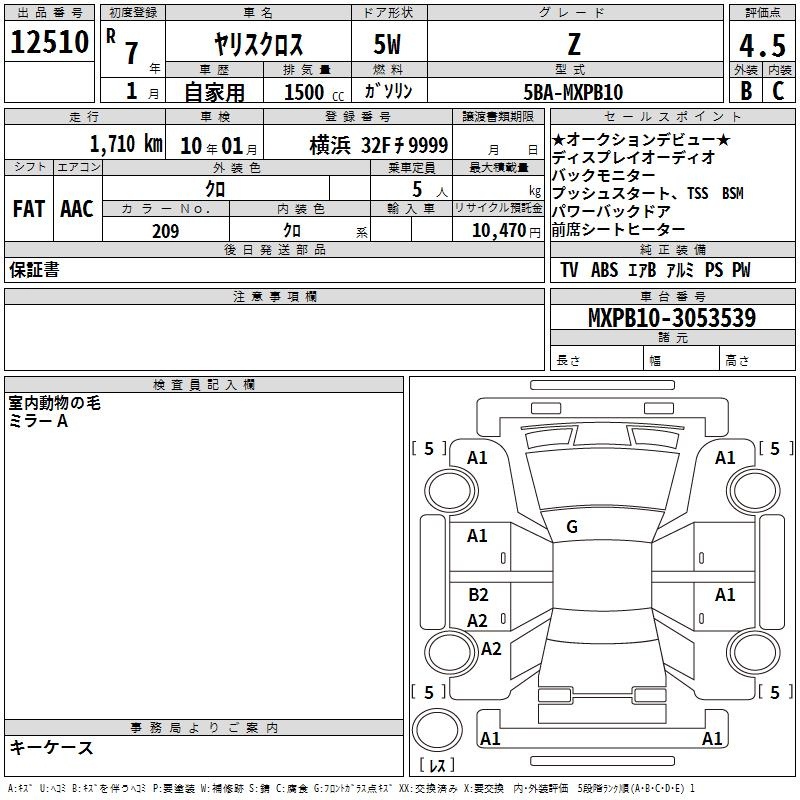 出品番号 初度登録 車名 ドア形状 グレード 評価点
12510 R 7 年 ヤリスクロス 5W Z 4.5
車歴 排気量 燃料 型式 外装 内装
1 月 自家用 1500 CC ガソリン 5BA-MXPB10 B C
走行 車検 登録番号 譲渡書類期限 セールスポイント
1,710 km 10 年 01 月 横浜 32Fチ9999 月 日
★オークションデビュー★
ディスプレイオーディオ
バックモニター
プッシュスタート、TSS BSM
パワーバックドア
前席シートヒーター
シフト エアコン 外装色 乗車定員 最大積載量
FAT AAC クロ 5 人 kg
カラーNo. 内装色 輸入車 リサイクル預託金
209 クロ 系 10,470 円
後日発送部品 純正装備
保証書 TV ABS エアB アルミ PS PW
注意事項欄 車台番号
MXPB10-3053539
諸元
長さ 幅 高さ
検査員記入欄
室内動物の毛
ミラーA
[ 5 ] A1 A1 [ 5 ]
G
A1
B2 A1
A2
A2
[ 5 ] [ 5 ]
A1 A1
[ レス ]
事務局よりご案内
キーケース
A:キズ U:ヘコミ B:キズを伴うヘコミ P:要塗装 W:補修跡 S:錆 C:腐食 G:フロントガラス点キズ XX:交換済み X:要交換 内・外装評価 5段階ランク順(A・B・C・D・E) 1